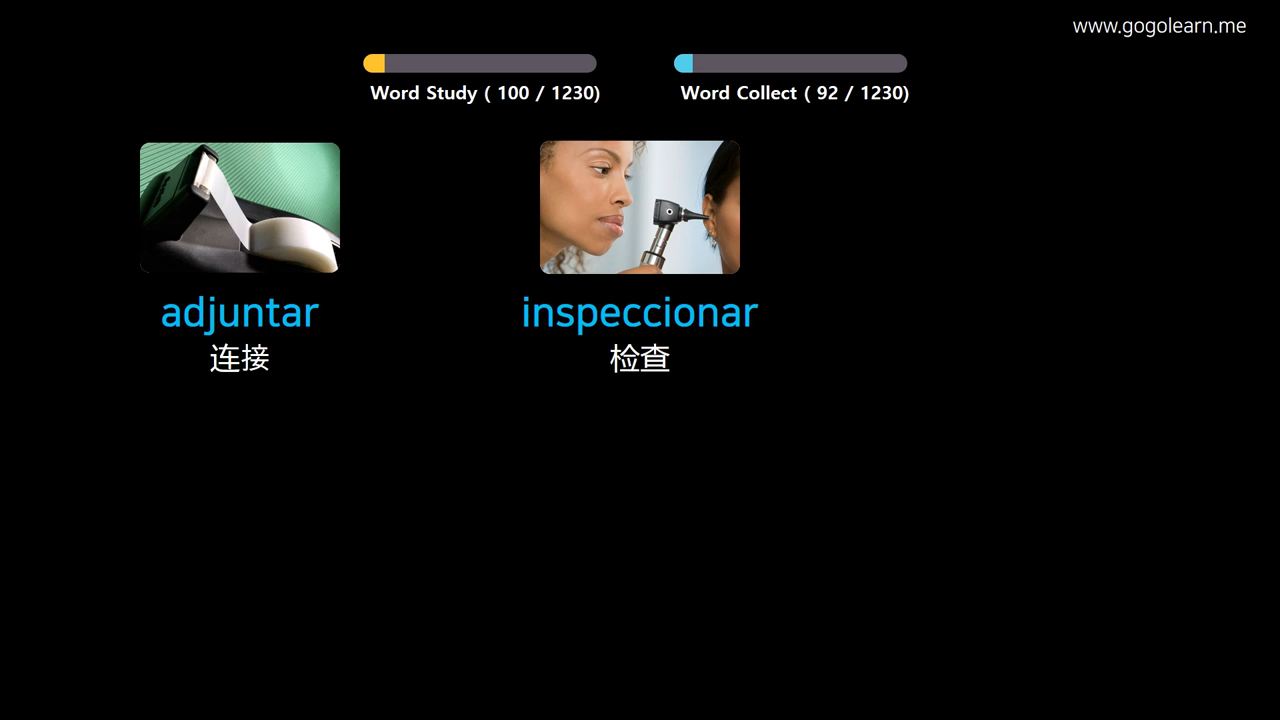 www.gogolearn.me
Word Study ( 100 / 1230)
Word Collect ( 92 / 1230)
adjuntar
连接
inspeccionar
检查